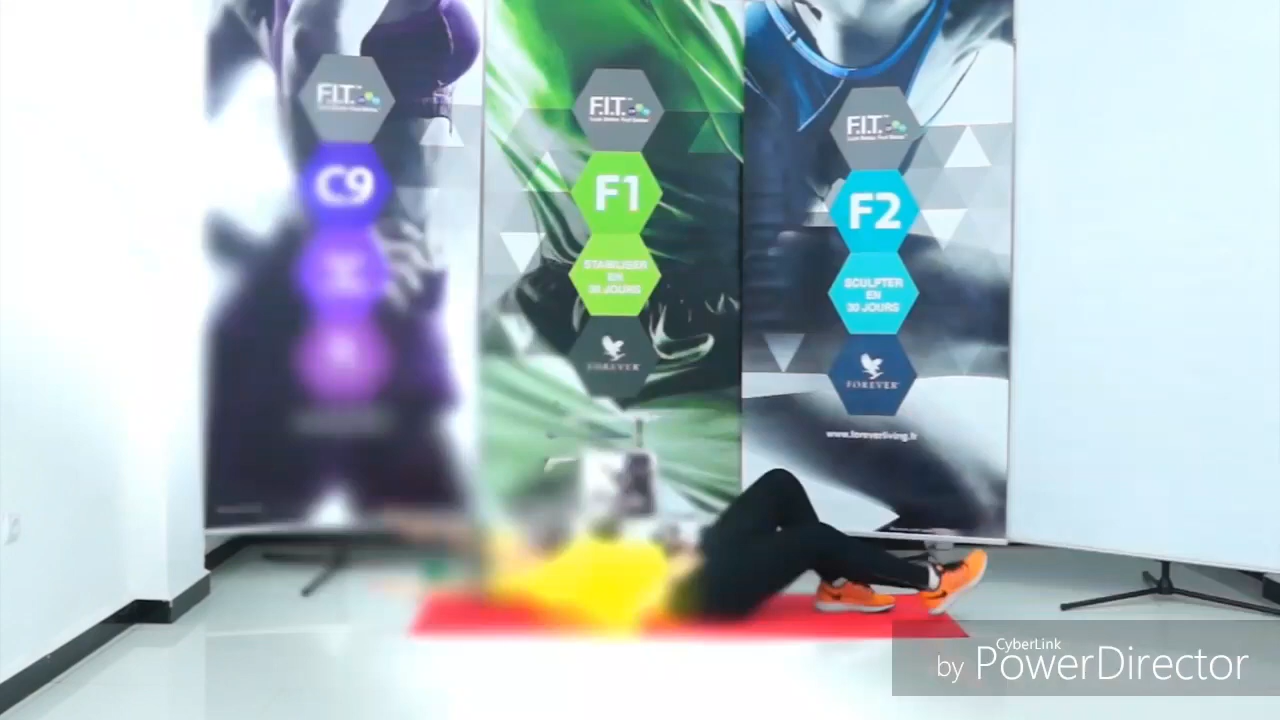 F.I.T.
C9
F.I.T.
F1
STABILISER
EN
30 JOURS
FOREVER
F.I.T.
F2
SCULPTER
EN
30 JOURS
FOREVER
www.foreverliving.fr
CyberLink
by PowerDirector